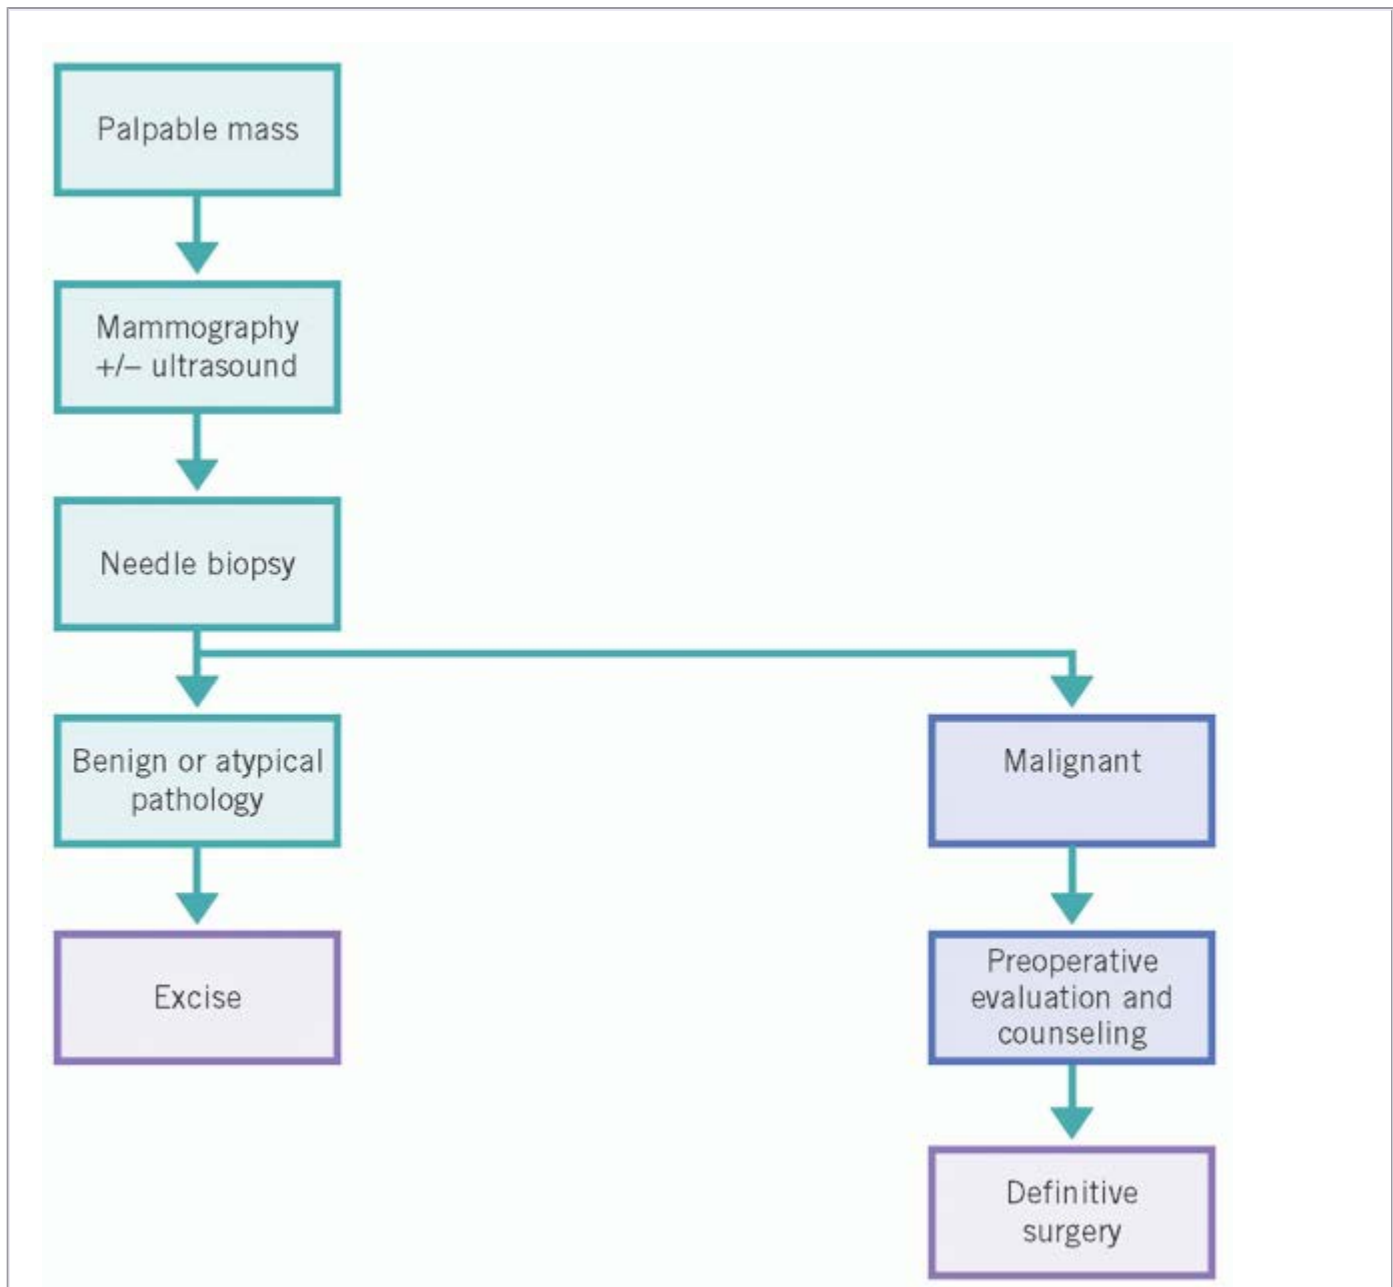 Palpable mass
Mammography
+/– ultrasound
Needle biopsy
Benign or atypical
pathology
Malignant
Excise
Preoperative
evaluation and
counseling
Definitive
surgery